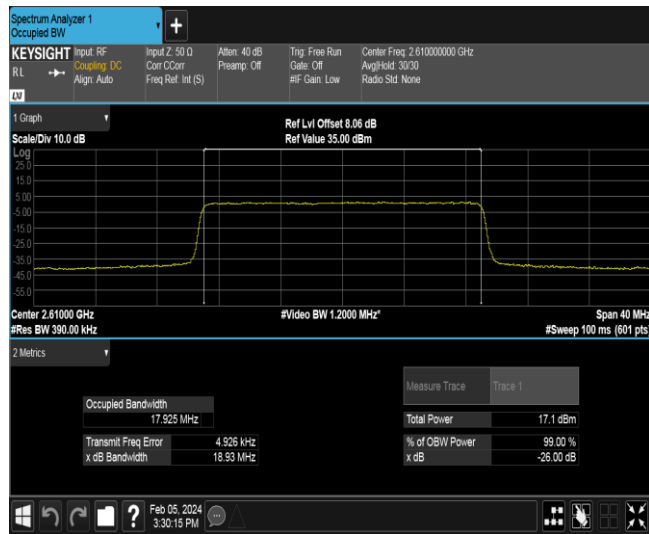 Spectrum Analyzer 1
Occupied BW
+
KEYSIGHT Input: RF Input Z: 50 Ω Atten: 40 dB Trig: Free Run Center Freq: 2.610000000 GHz
RL Coupling: DC Corr CCorr Preamp: Off Gate: Off Avg|Hold: 30/30
Align: Auto Freq Ref: Int (S) #IF Gain: Low Radio Std: None
LXI
1 Graph
Ref Lvl Offset 8.06 dB
Scale/Div 10.0 dB Ref Value 35.00 dBm
Log
25.0
15.0
5.00
-5.00
-15.0
-25.0
-35.0
-45.0
-55.0
Center 2.61000 GHz #Video BW 1.2000 MHz* Span 40 MHz
#Res BW 390.00 kHz #Sweep 100 ms (601 pts)
2 Metrics
Measure Trace Trace 1
Occupied Bandwidth
17.925 MHz Total Power 17.1 dBm
Transmit Freq Error 4.926 kHz % of OBW Power 99.00 %
x dB Bandwidth 18.93 MHz x dB -26.00 dB
? Feb 05, 2024
3:30:15 PM